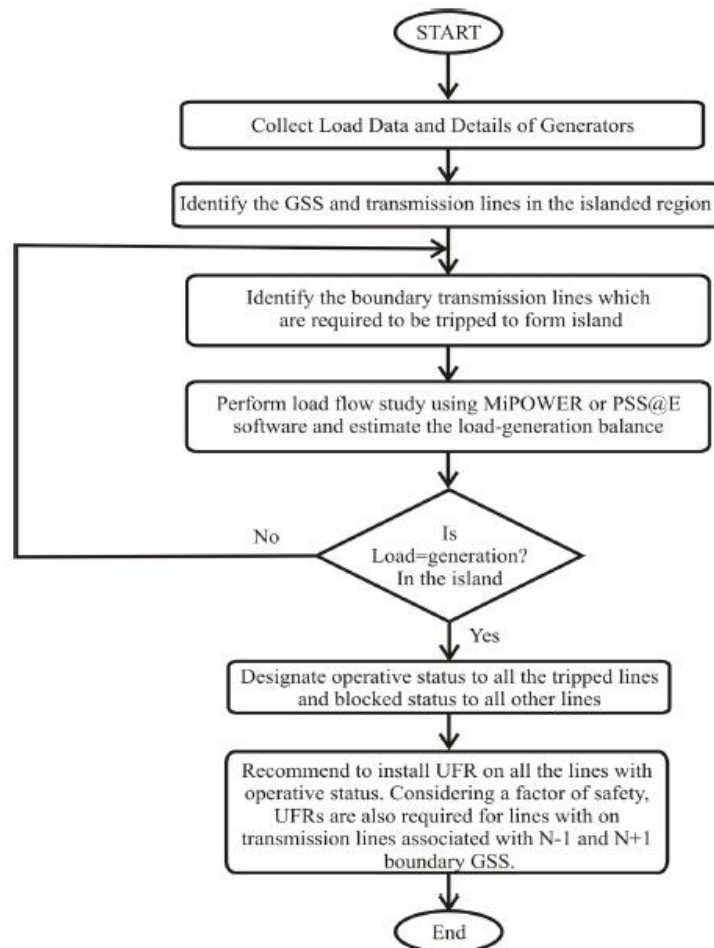 START
Collect Load Data and Details of Generators
Identify the GSS and transmission lines in the islanded region
Identify the boundary transmission lines which
are required to be tripped to form island
Perform load flow study using MiPOWER or PSS@E
software and estimate the load-generation balance
No
Is
Load=generation?
In the island
Yes
Designate operative status to all the tripped lines
and blocked status to all other lines
Recommend to install UFR on all the lines with
operative status. Considering a factor of safety,
UFRs are also required for lines with on
transmission lines associated with N-1 and N+1
boundary GSS.
End